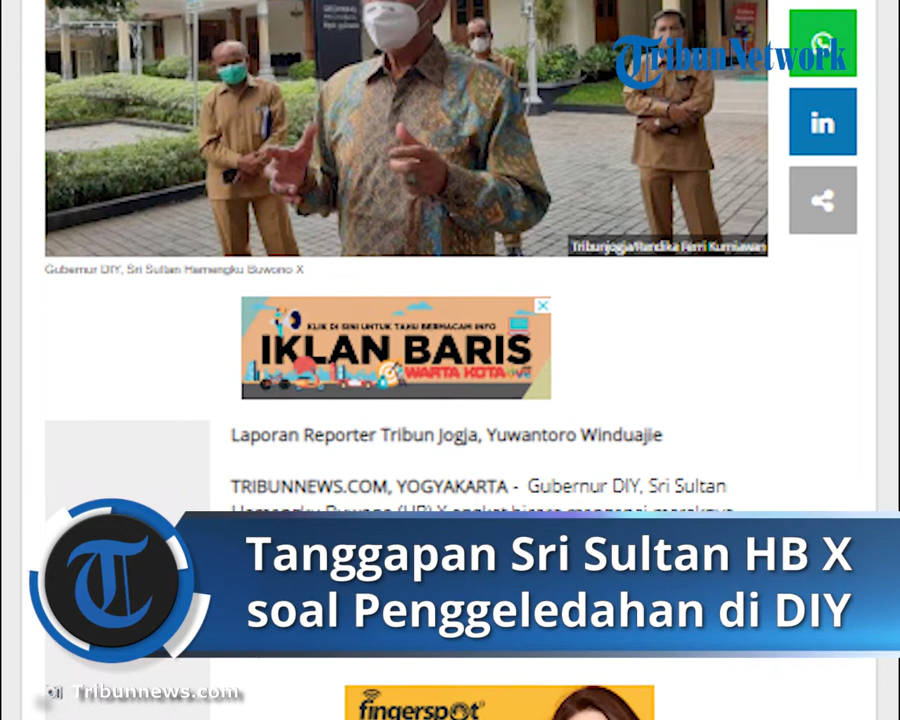 TribunNetwork
Tribunjogja/Rendika Ferri Kurniawan
Gubernur DIY, Sri Sultan Hamengku Buwono X
KLIK DI SINI UNTUK TAHU BERMACAM INFO
IKLAN BARIS
WARTA KOTA LIVE
Laporan Reporter Tribun Jogja, Yuwantoro Winduajie
TRIBUNNEWS.COM, YOGYAKARTA - Gubernur DIY, Sri Sultan
Tanggapan Sri Sultan HB X
soal Penggeledahan di DIY
Tribunnews.com
fingerspot